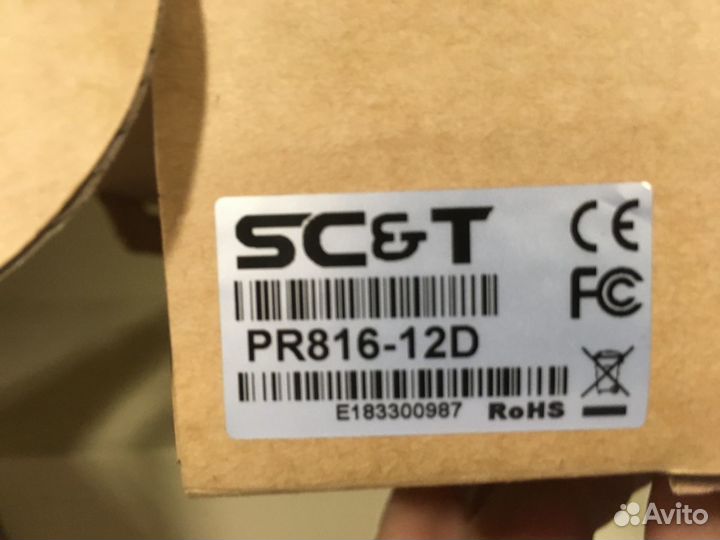 SC&T
CE
FC
PR816-12D
E183300987 RoHS
Avito